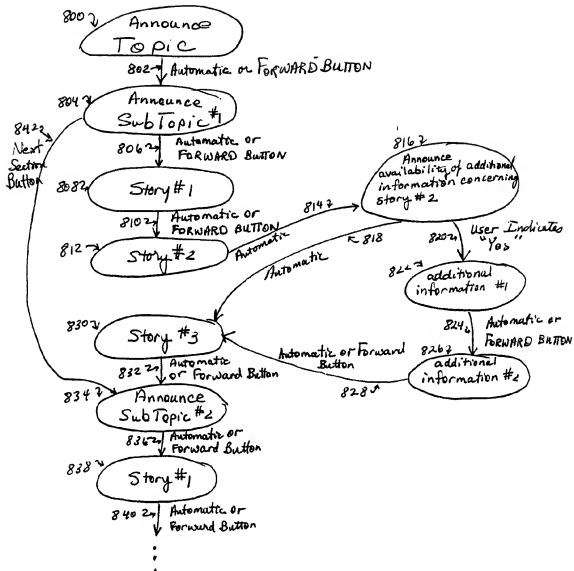 800
Announce
Topic
802 Automatic or FORWARD BUTTON
804
Announce
SubTopic #1
842
Next
Section
Button
806 Automatic or
FORWARD BUTTON
808
Story #1
810 Automatic or
FORWARD BUTTON
812
Story #2
814
Automatic
816
Announce
availability of additional
information concerning
story #2
818
Automatic
820 User Indicates
"Yes"
822
additional
information #1
824 Automatic or
FORWARD BUTTON
826
additional
information #2
Automatic or Forward
Button
828
830
Story #3
832 Automatic
or Forward Button
834
Announce
SubTopic #2
836 Automatic or
Forward Button
838
Story #1
840 Automatic or
Forward Button